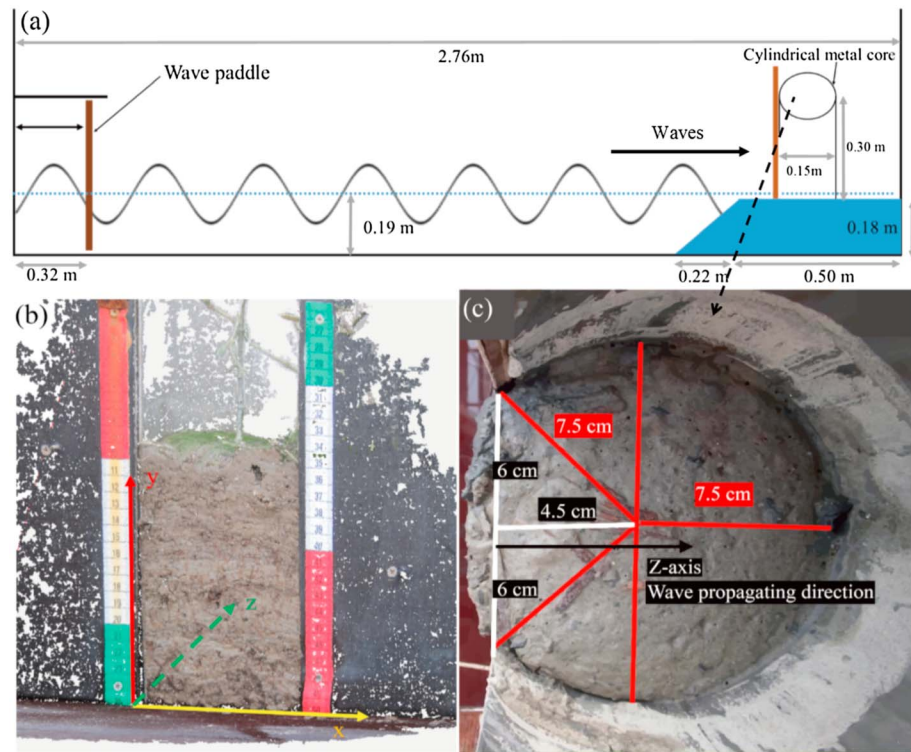 (a)
2.76m
Cylindrical metal core
Wave paddle
Waves
0.30 m
0.15m
0.19 m
0.18 m
0.32 m
0.22 m
0.50 m
(b)
y
z
x
(c)
7.5 cm
6 cm
7.5 cm
4.5 cm
Z-axis
6 cm
Wave propagating direction